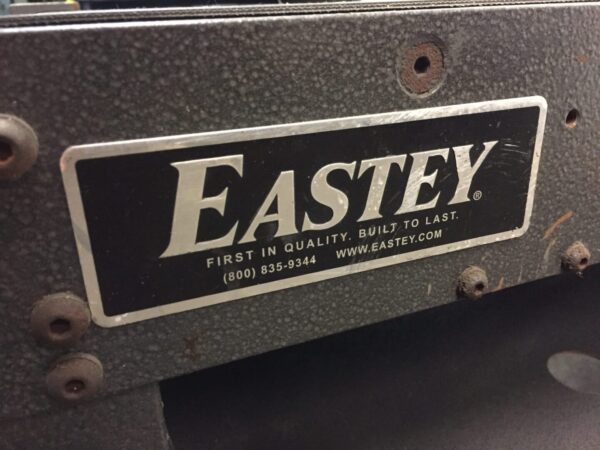 EASTEY®
FIRST IN QUALITY. BUILT TO LAST.
(800) 835-9344 WWW.EASTEY.COM